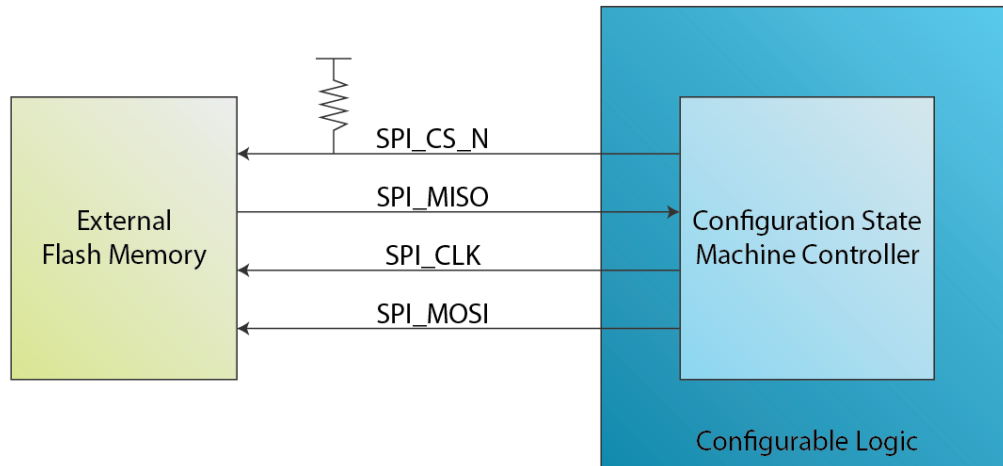 SPI_CS_N
SPI_MISO
SPI_CLK
SPI_MOSI
External
Flash Memory
Configuration State
Machine Controller
Configurable Logic